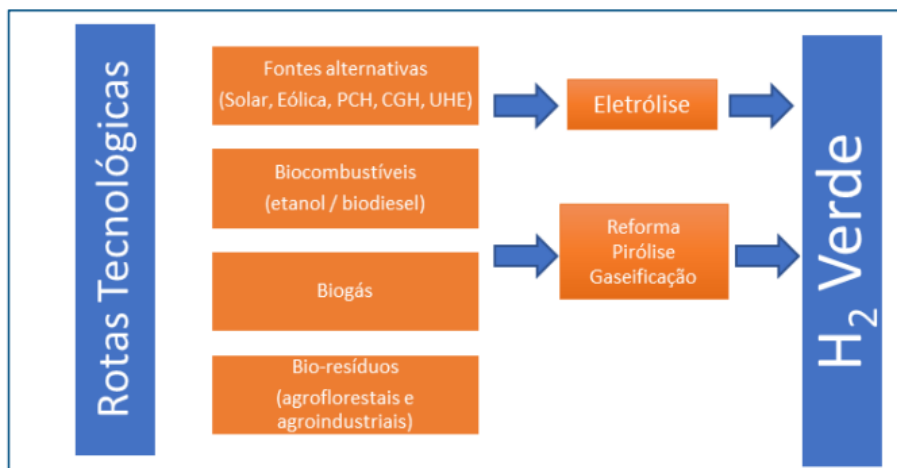 Rotas Tecnológicas
Fontes alternativas
(Solar, Eólica, PCH, CGH, UHE)
Eletrólise
Biocombustíveis
(etanol / biodiesel)
Reforma
Pirólise
Gaseificação
Biogás
Bio-resíduos
(agroflorestais e
agroindustriais)
H₂ Verde